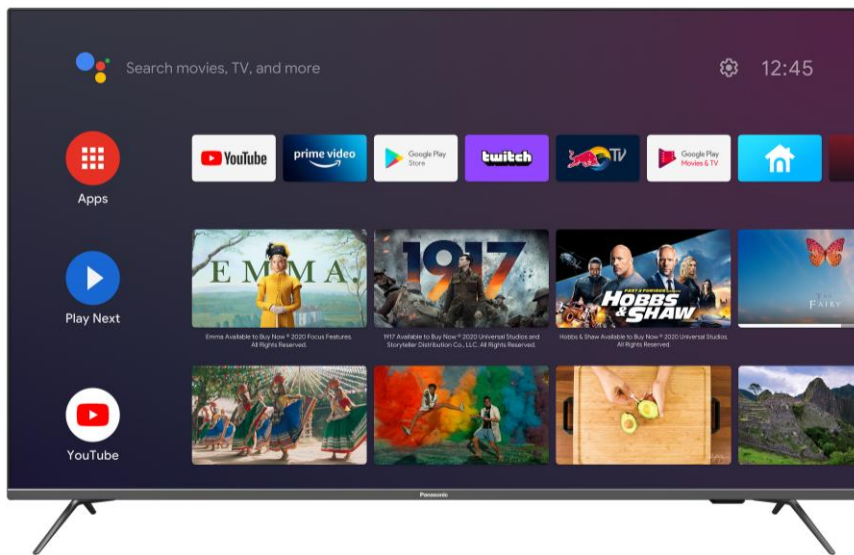 Search movies, TV, and more
12:45
YouTube
prime video
Google Play
Store
twitch
TV
Google Play
Movies & TV
Apps
EMMA.
1917
FAST & FURIOUS
HOBBS
& SHAW
FAIRY
Play Next
Emma Available to Buy Now © 2020 Focus Features.
All Rights Reserved.
1917 Available to Buy Now © 2020 Universal Studios and
Storyteller Distribution Co., LLC. All Rights Reserved.
Hobbs & Shaw Available to Buy Now © 2020 Universal Studios.
All Rights Reserved.
YouTube
Panasonic